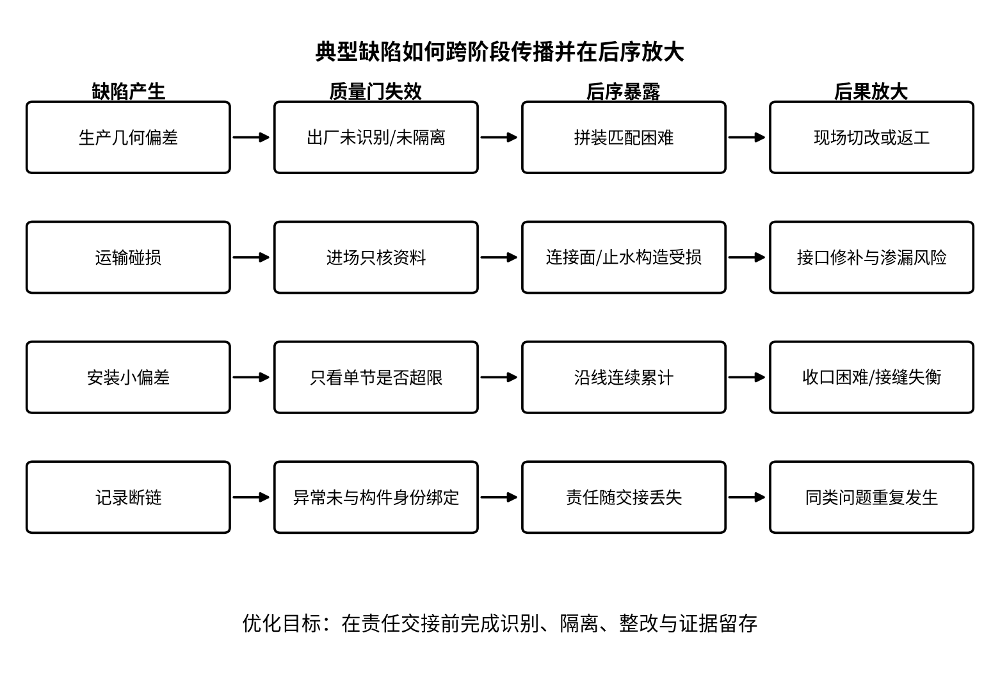 典型缺陷如何跨阶段传播并在后序放大
缺陷产生
质量门失效
后序暴露
后果放大
生产几何偏差
出厂未识别/未隔离
拼装匹配困难
现场切改或返工
运输碰损
进场只核资料
连接面/止水构造受损
接口修补与渗漏风险
安装小偏差
只看单节是否超限
沿线连续累计
收口困难/接缝失衡
记录断链
异常未与构件身份绑定
责任随交接丢失
同类问题重复发生
优化目标：在责任交接前完成识别、隔离、整改与证据留存